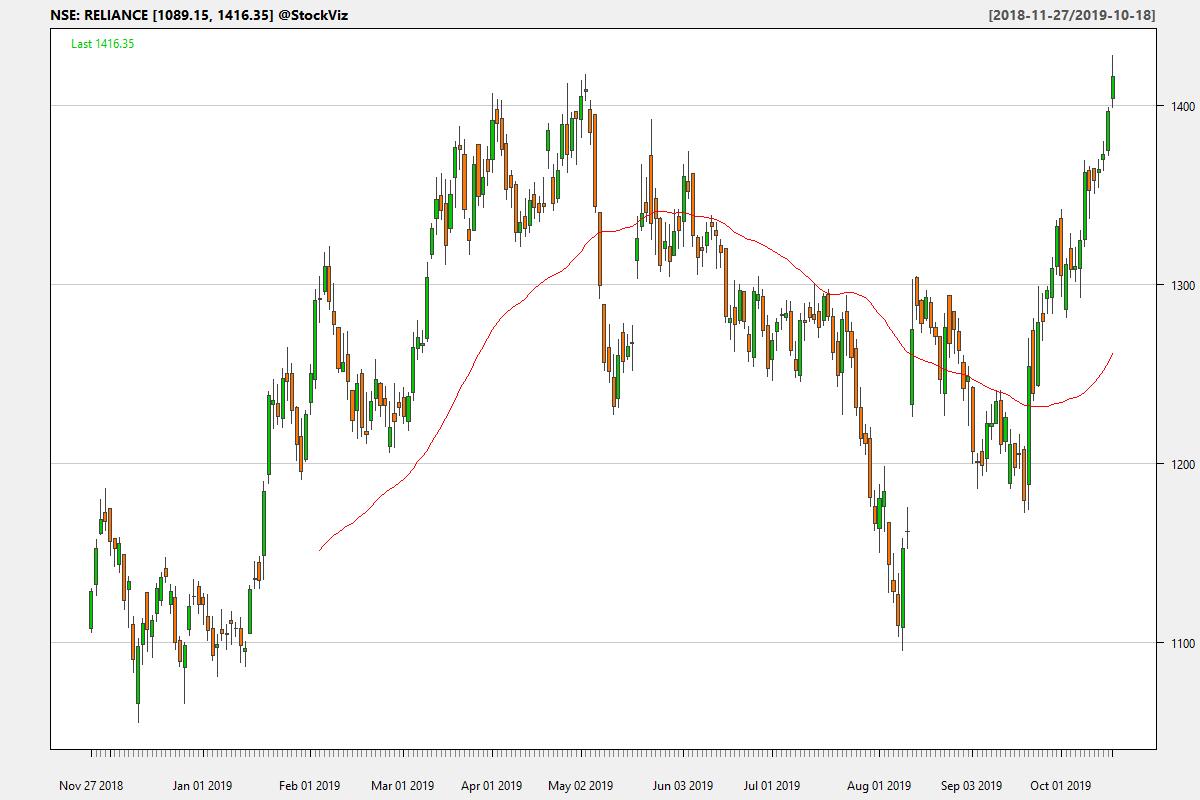 NSE: RELIANCE [1089.15, 1416.35] @StockViz [2018-11-27/2019-10-18]
Last 1416.35
1400
1300
1200
1100
Nov 27 2018 Jan 01 2019 Feb 01 2019 Mar 01 2019 Apr 01 2019 May 02 2019 Jun 03 2019 Jul 01 2019 Aug 01 2019 Sep 03 2019 Oct 01 2019